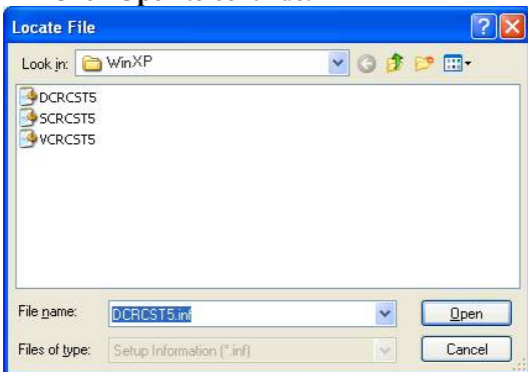 Locate File
Look in: WinXP
DCRCST5
SCRCST5
VCRCST5
File name: DCRCST5.inf Open
Files of type: Setup Information (*.inf) Cancel